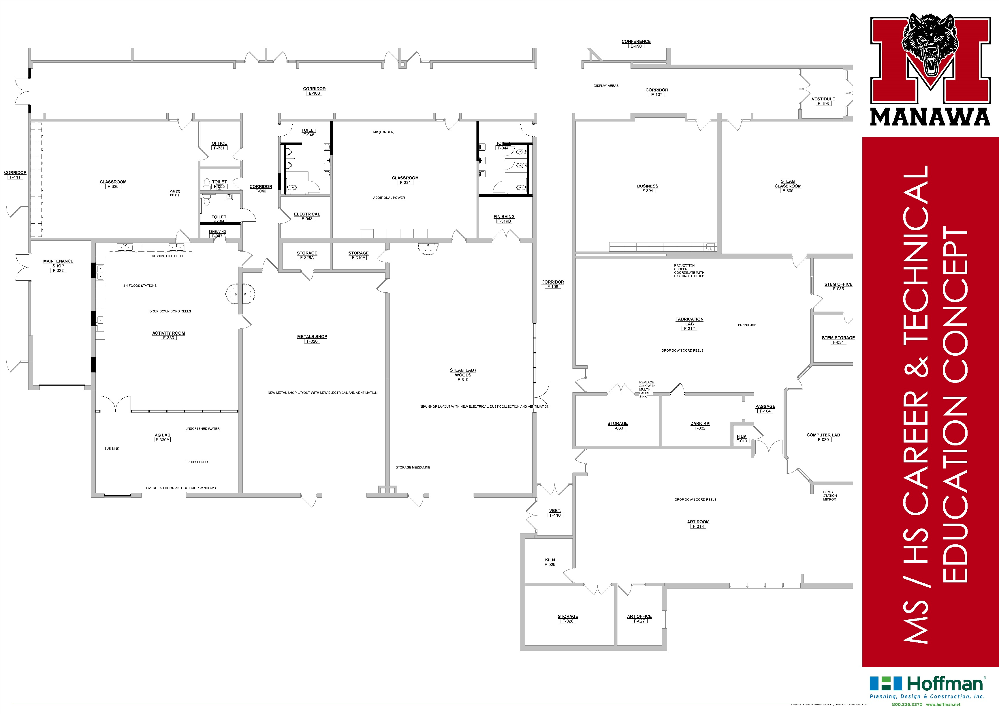 CONFERENCE
E-090
DISPLAY AREAS
CORRIDOR
E-106
CORRIDOR
E-107
VESTIBULE
E-103
MANAWA
TOILET
F-046
MB (LONGER)
OFFICE
F-331
TOILET
F-044
CORRIDOR
F-111
CLASSROOM
F-336
TOILET
F-055
CORRIDOR
F-049
CLASSROOM
F-321
BUSINESS
F-304
STEAM
CLASSROOM
F-305
WB (2)
BB (1)
ADDITIONAL POWER
TOILET
F-054
ELECTRICAL
F-048
FINISHING
F-319B
SHELVING
F-047
DF W/BOTTLE FILLER
STORAGE
F-326A
STORAGE
F-319A
MAINTENANCE
SHOP
F-332
PROJECTION
SCREEN ;
COORDINATE WITH
EXISTING UTILITIES
3-4 FOODS STATIONS
CORRIDOR
F-109
STEM OFFICE
F-035
DROP DOWN CORD REELS
FABRICATION
LAB
F-312
FURNITURE
ACTIVITY ROOM
F-330
METALS SHOP
F-326
STEM STORAGE
F-034
DROP DOWN CORD REELS
STEAM LAB /
WOODS
F-319
NEW METAL SHOP LAYOUT WITH NEW ELECTRICAL AND VENTILIATION
REPLACE
SINK WITH
MULTI-
FAUCET
SINK
NEW SHOP LAYOUT WITH NEW ELECTRICAL, DUST COLLECTION AND VENTILATION
PASSAGE
F-104
STORAGE
F-033
DARK RM
F-032
UNSOFTENED WATER
AG LAB
F-330A
FILM
F-019
COMPUTER LAB
F-030
TUB SINK
EPOXY FLOOR
STORAGE MEZZANINE
OVERHEAD DOOR AND EXTERIOR WINDOWS
DEMO
STATION
MIRROR
DROP DOWN CORD REELS
VEST.
F-110
ART ROOM
F-313
KILN
F-029
STORAGE
F-028
ART OFFICE
F-027
MS / HS CAREER & TECHNICAL
EDUCATION CONCEPT
Hoffman®
Planning, Design & Construction, Inc.
800.236.2370 www.hoffman.net